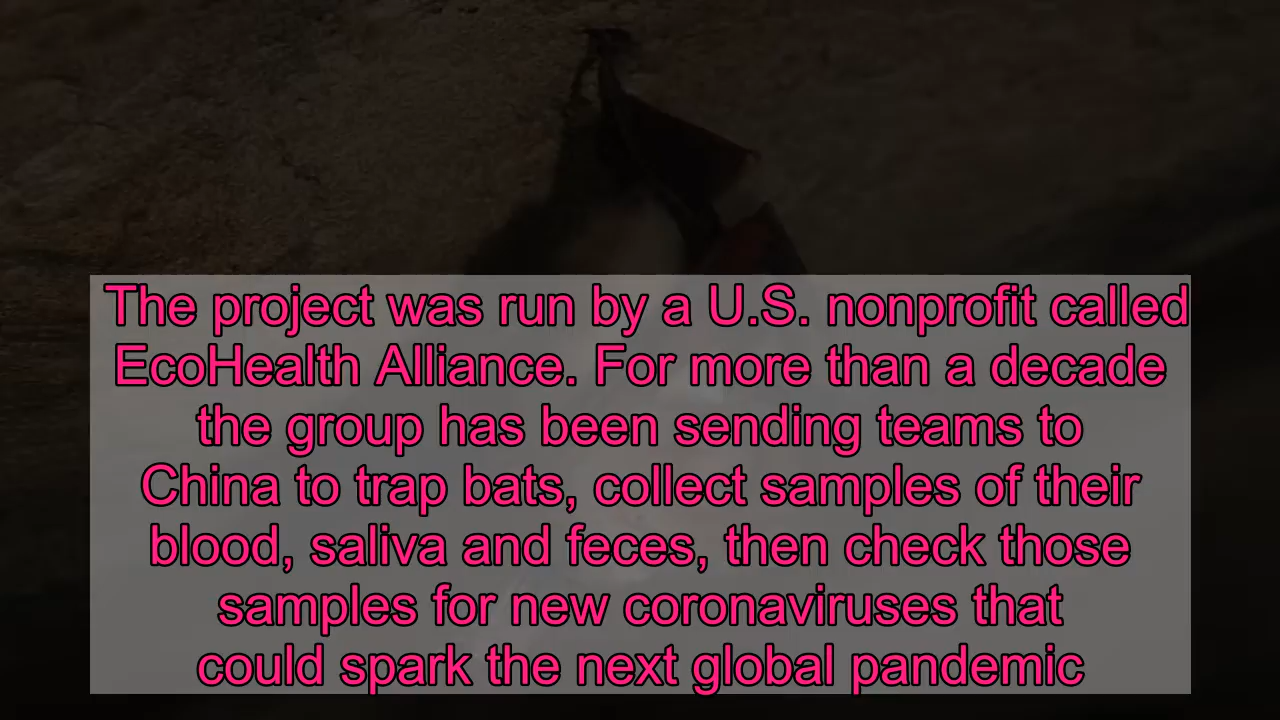 The project was run by a U.S. nonprofit called
EcoHealth Alliance. For more than a decade
the group has been sending teams to
China to trap bats, collect samples of their
blood, saliva and feces, then check those
samples for new coronaviruses that
could spark the next global pandemic